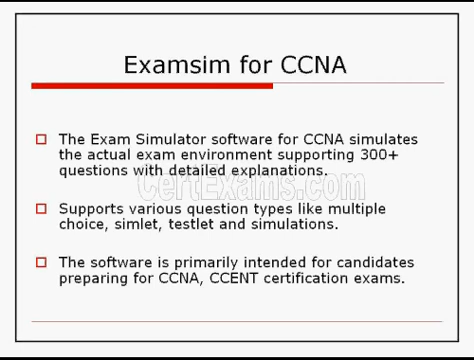 Examsim for CCNA
The Exam Simulator software for CCNA simulates
the actual exam environment supporting 300+
questions with detailed explanations.
CertExams.com
Supports various question types like multiple
choice, simlet, testlet and simulations.
The software is primarily intended for candidates
preparing for CCNA, CCENT certification exams.